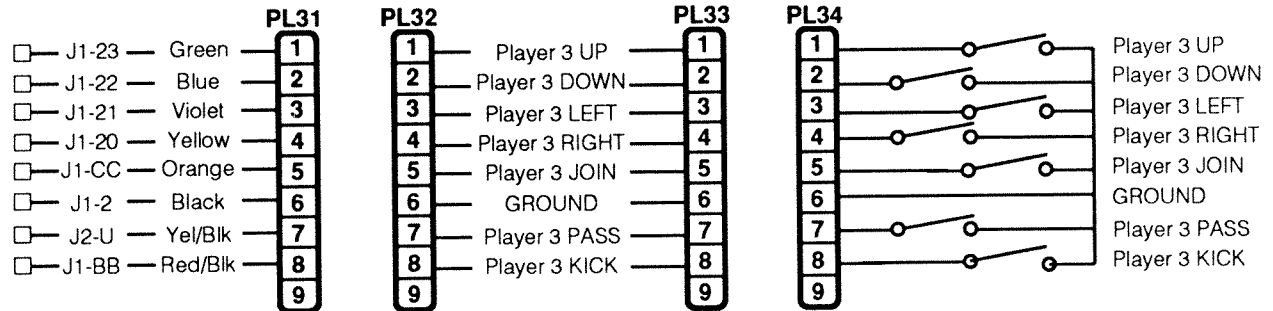 PL31 PL32 PL33 PL34
J1-23 Green 1 1 Player 3 UP 1 1 Player 3 UP
J1-22 Blue 2 2 Player 3 DOWN 2 2 Player 3 DOWN
J1-21 Violet 3 3 Player 3 LEFT 3 3 Player 3 LEFT
J1-20 Yellow 4 4 Player 3 RIGHT 4 4 Player 3 RIGHT
J1-CC Orange 5 5 Player 3 JOIN 5 5 Player 3 JOIN
J1-2 Black 6 6 GROUND 6 6 GROUND
J2-U Yel/Blk 7 7 Player 3 PASS 7 7 Player 3 PASS
J1-BB Red/Blk 8 8 Player 3 KICK 8 8 Player 3 KICK
9 9 9 9